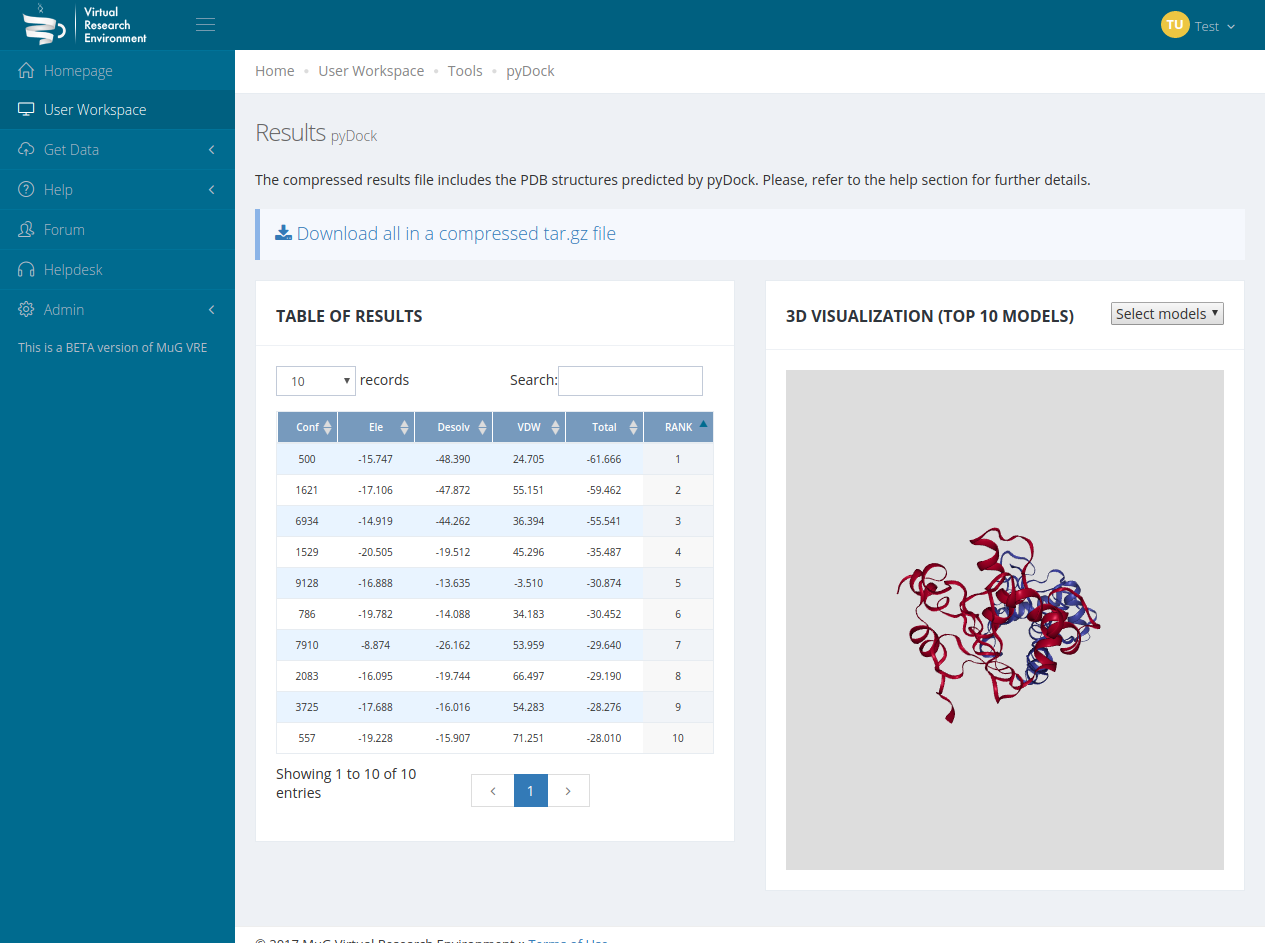 Virtual
Research
Environment
TU Test
Homepage
User Workspace
Get Data
Help
Forum
Helpdesk
Admin
This is a BETA version of MuG VRE
Home • User Workspace • Tools • pyDock
Results pyDock
The compressed results file includes the PDB structures predicted by pyDock. Please, refer to the help section for further details.
Download all in a compressed tar.gz file
TABLE OF RESULTS
10 records Search:
Conf Ele Desolv VDW Total RANK
500 -15.747 -48.390 24.705 -61.666 1
1621 -17.106 -47.872 55.151 -59.462 2
6934 -14.919 -44.262 36.394 -55.541 3
1529 -20.505 -19.512 45.296 -35.487 4
9128 -16.888 -13.635 -3.510 -30.874 5
786 -19.782 -14.088 34.183 -30.452 6
7910 -8.874 -26.162 53.959 -29.640 7
2083 -16.095 -19.744 66.497 -29.190 8
3725 -17.688 -16.016 54.283 -28.276 9
557 -19.228 -15.907 71.251 -28.010 10
Showing 1 to 10 of 10
entries
< 1 >
3D VISUALIZATION (TOP 10 MODELS) Select models
© 2017 MuG Virtual Research Environment :: Terms of Use